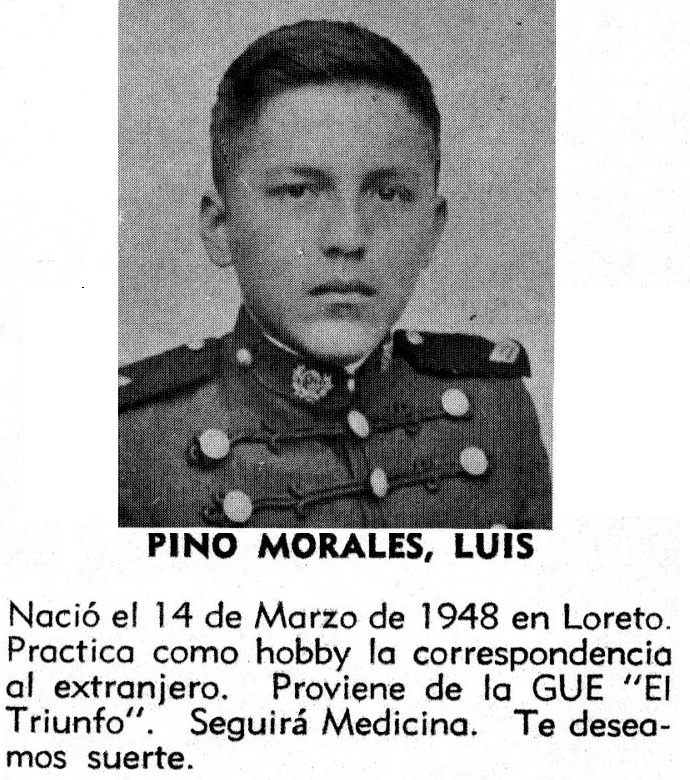 PINO MORALES, LUIS
Nació el 14 de Marzo de 1948 en Loreto.
Practica como hobby la correspondencia
al extranjero. Proviene de la GUE "El
Triunfo". Seguirá Medicina. Te desea-
mos suerte.